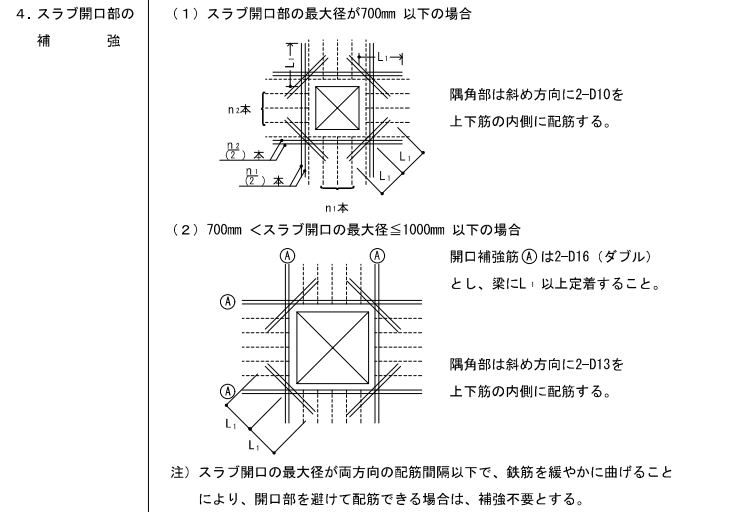 4. スラブ開口部の
補　　強
(1) スラブ開口部の最大径が700mm 以下の場合
L1
L1
隅角部は斜め方向に2-D10を
n2本
上下筋の内側に配筋する。
n2
(2) 本
L1
n1
(2) 本
L1
n1本
(2) 700mm ＜スラブ開口の最大径≦1000mm 以下の場合
Ⓐ Ⓐ
開口補強筋Ⓐは2-D16 (ダブル)
とし、梁にL1 以上定着すること。
Ⓐ
隅角部は斜め方向に2-D13を
Ⓐ
上下筋の内側に配筋する。
L1
L1
注) スラブ開口の最大径が両方向の配筋間隔以下で、鉄筋を緩やかに曲げること
により、開口部を避けて配筋できる場合は、補強不要とする。